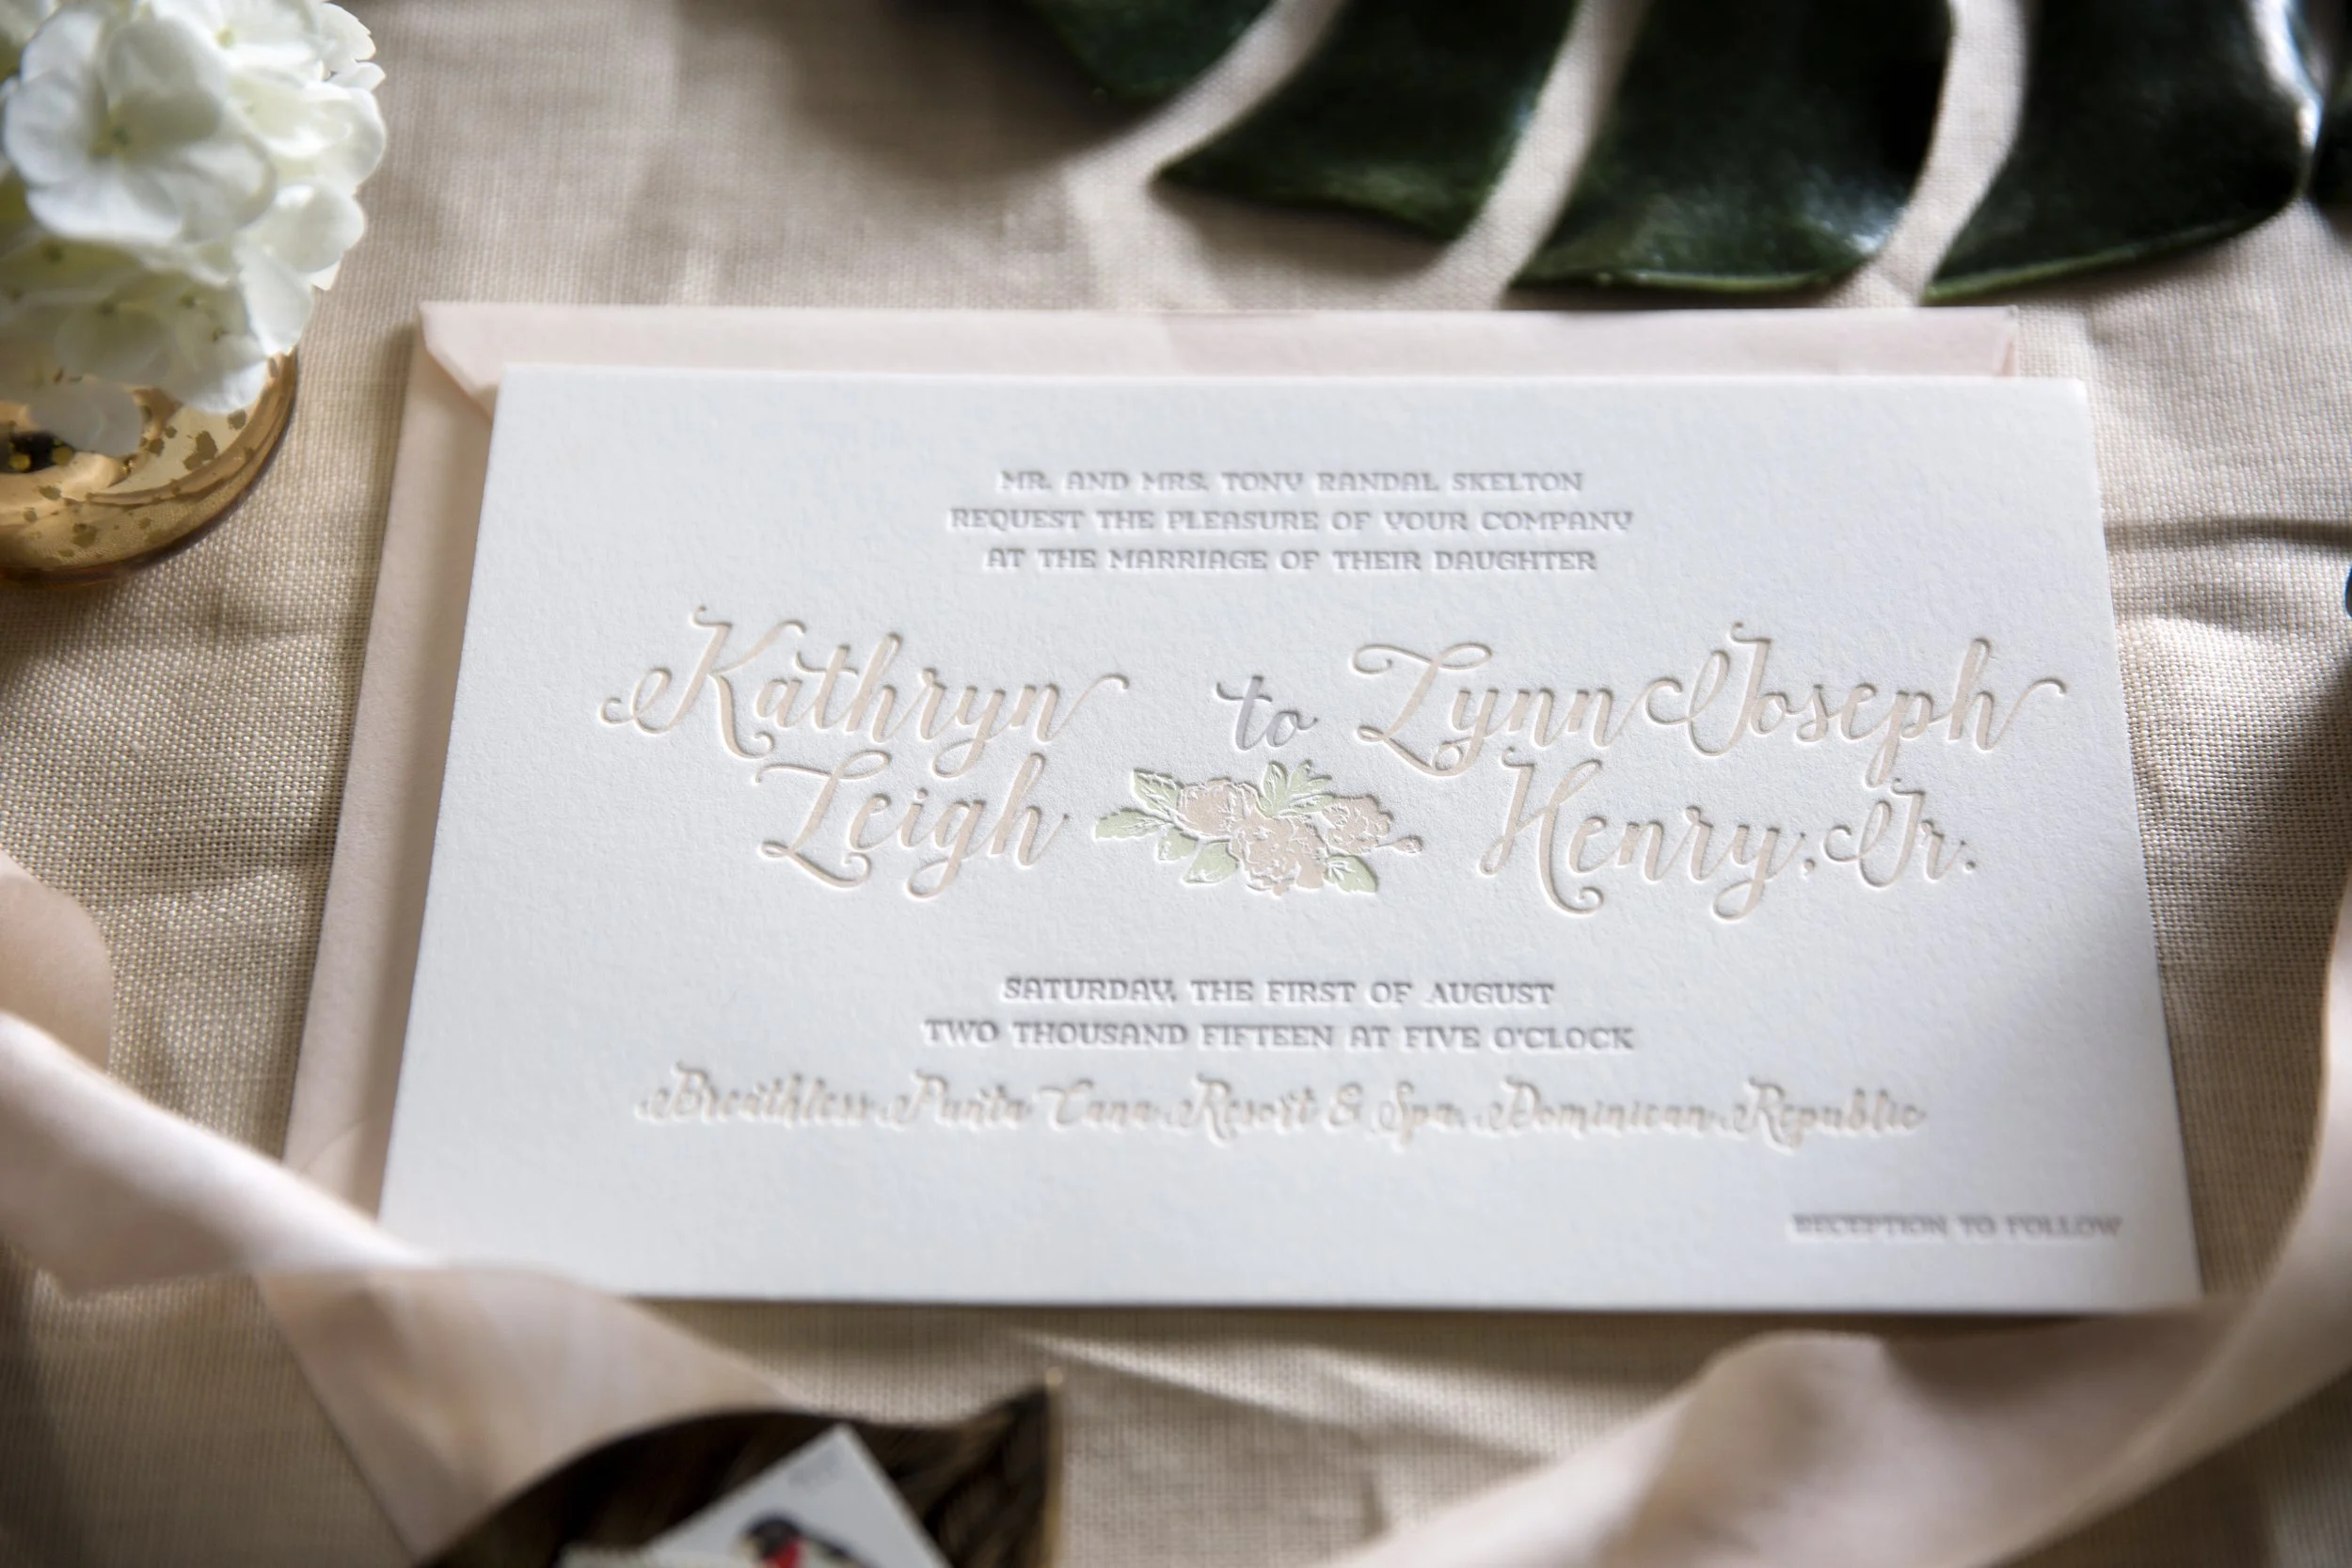 MR. AND MRS. TONY RANDAL SKELTON
REQUEST THE PLEASURE OF YOUR COMPANY
AT THE MARRIAGE OF THEIR DAUGHTER
Kathryn
Leigh
to
Lynn Joseph
Henry, Jr.
SATURDAY, THE FIRST OF AUGUST
TWO THOUSAND FIFTEEN AT FIVE O'CLOCK
Breathless Punta Cana Resort & Spa, Dominican Republic
RECEPTION TO FOLLOW